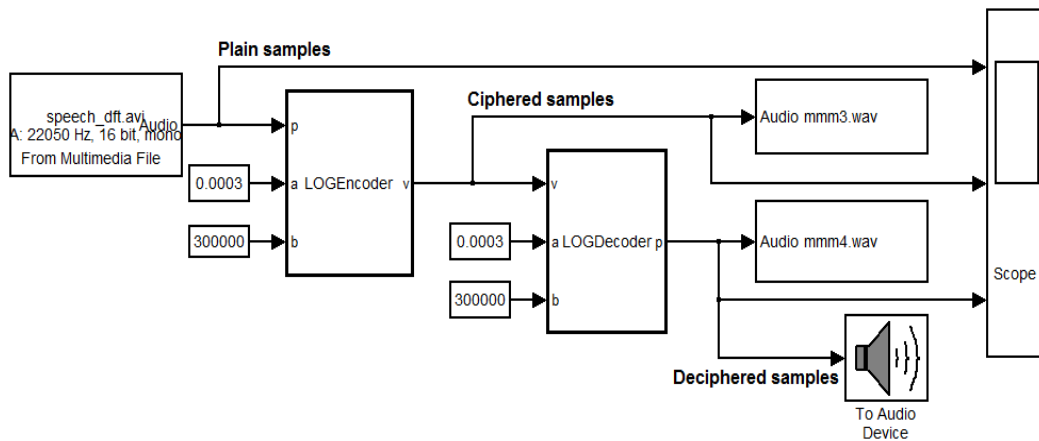 Plain samples
speech_dft.avi
Audio
A: 22050 Hz, 16 bit, mono
From Multimedia File
p
0.0003
a LOGEncoder v
300000
b
Ciphered samples
Audio mmm3.wav
v
0.0003
a LOGDecoder p
300000
b
Audio mmm4.wav
Scope
Deciphered samples
To Audio
Device